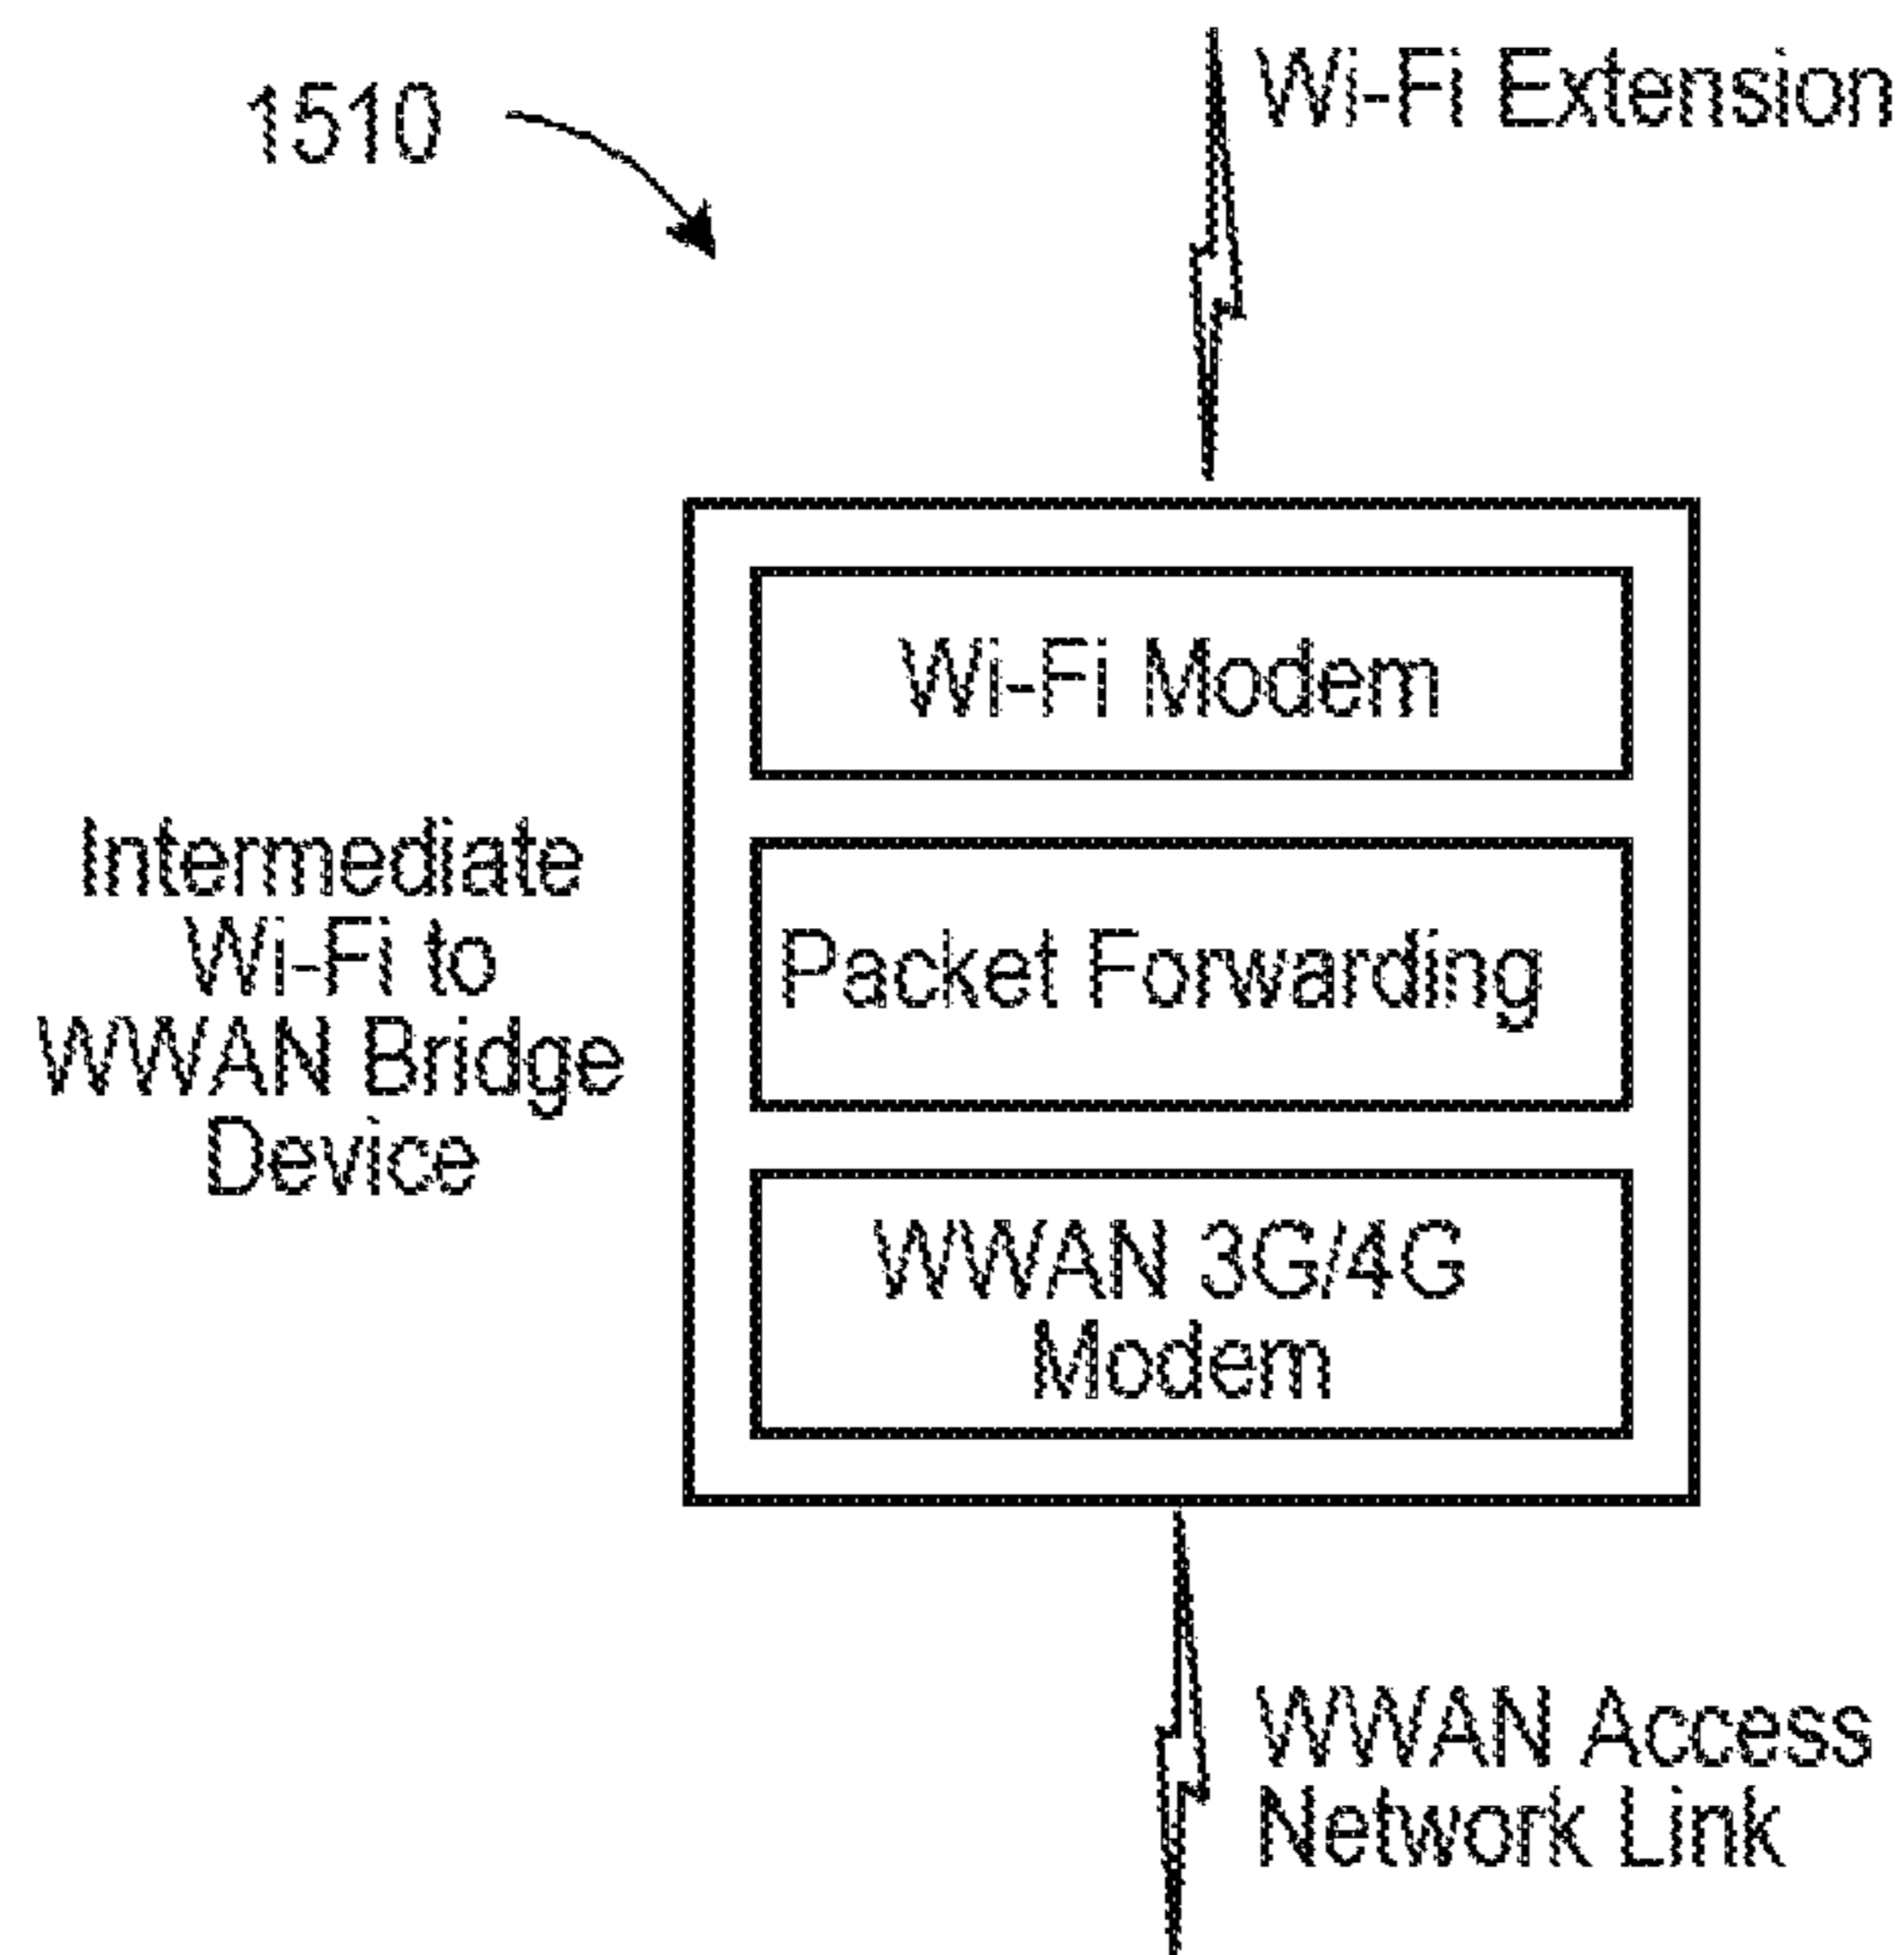 1510
Wi-Fi Extension
Wi-Fi Modem
Intermediate
Wi-Fi to
WWAN Bridge
Device
Packet Forwarding
WWAN 3G/4G
Modem
WWAN Access
Network Link